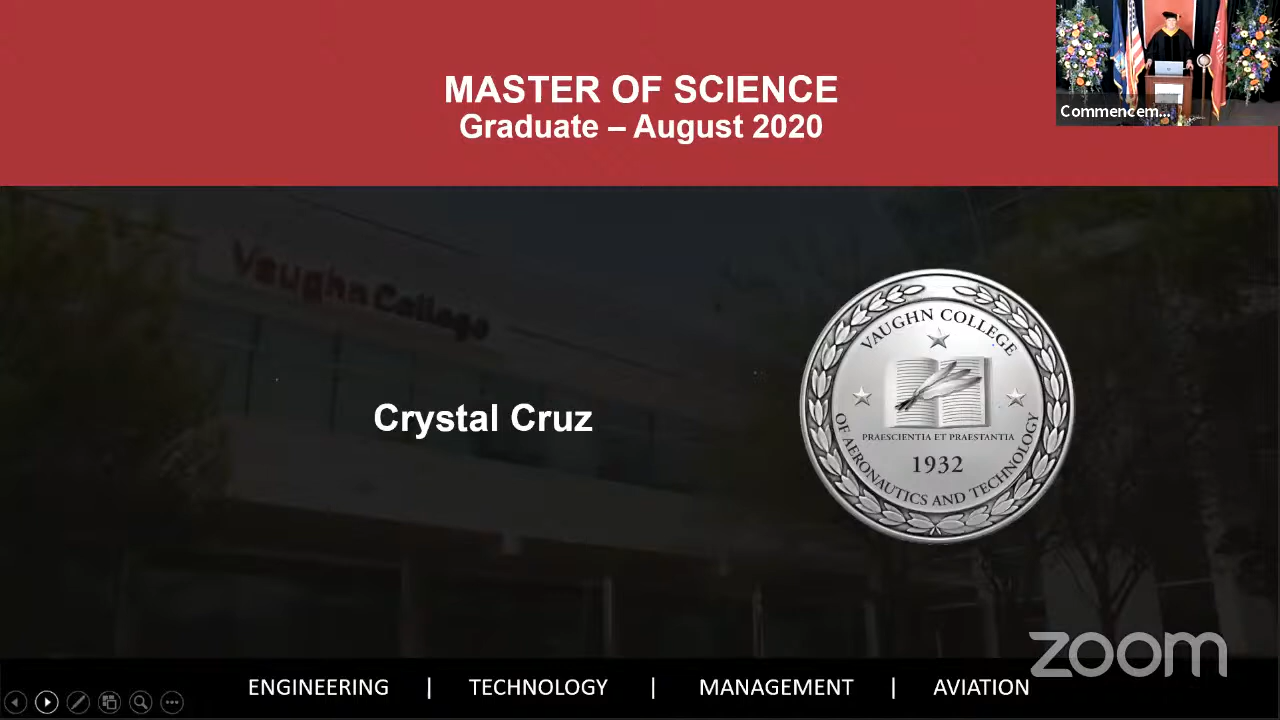 MASTER OF SCIENCE
Graduate – August 2020
Commencem...
Vaughn College
Crystal Cruz
VAUGHN COLLEGE
PRAESCIENTIA ET PRAESTANTIA
1932
OF AERONAUTICS AND TECHNOLOGY
zoom
ENGINEERING | TECHNOLOGY | MANAGEMENT | AVIATION